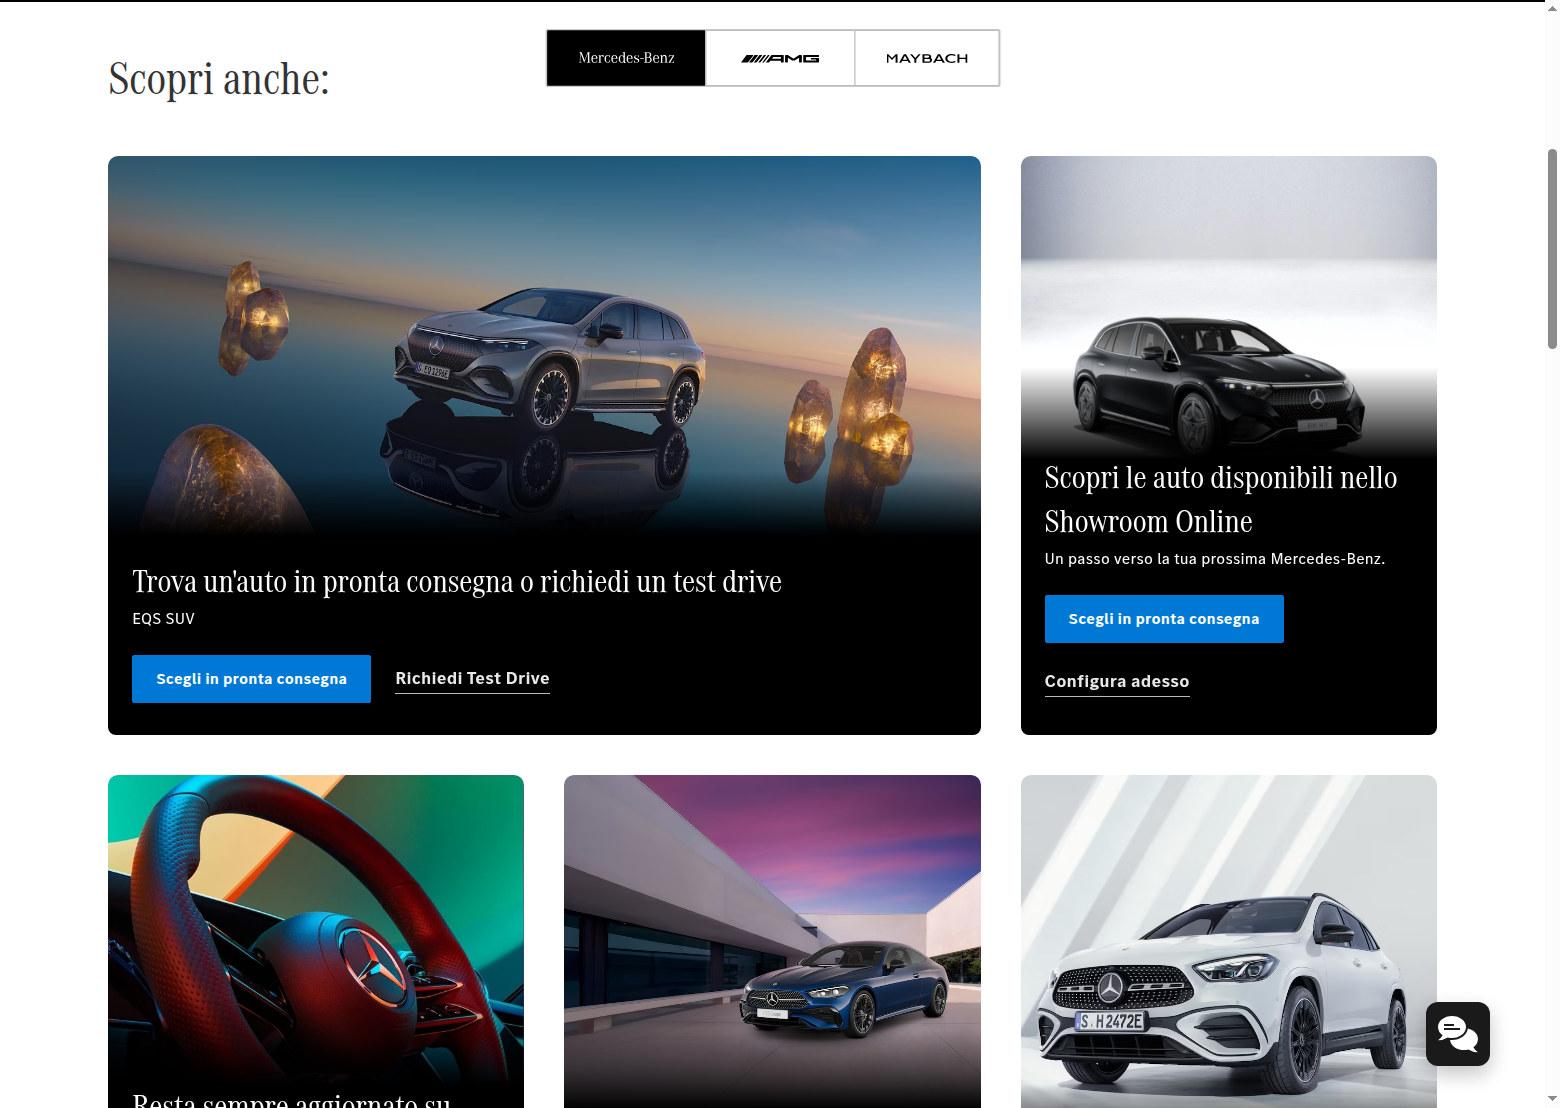 Scopri anche:
Mercedes-Benz
AMG
MAYBACH
Trova un'auto in pronta consegna o richiedi un test drive
EQS SUV
Scegli in pronta consegna
Richiedi Test Drive
Scopri le auto disponibili nello
Showroom Online
Un passo verso la tua prossima Mercedes-Benz.
Scegli in pronta consegna
Configura adesso
S H 2472E
Resta sempre aggiornato su